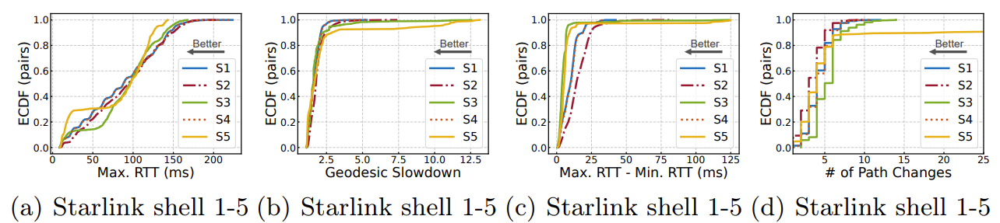 ECDF (pairs)
1.0
0.8
0.6
0.4
0.2
0.0
Better
S1
S2
S3
S4
S5
0 50 100 150 200
Max. RTT (ms)
ECDF (pairs)
1.0
0.8
0.6
0.4
0.2
0.0
Better
S1
S2
S3
S4
S5
2.5 5.0 7.5 10.0 12.5
Geodesic Slowdown
ECDF (pairs)
1.0
0.8
0.6
0.4
0.2
0.0
Better
S1
S2
S3
S4
S5
0 25 50 75 100 125
Max. RTT - Min. RTT (ms)
ECDF (pairs)
1.0
0.8
0.6
0.4
0.2
0.0
Better
S1
S2
S3
S4
S5
5 10 15 20 25
# of Path Changes
(a) Starlink shell 1-5 (b) Starlink shell 1-5 (c) Starlink shell 1-5 (d) Starlink shell 1-5